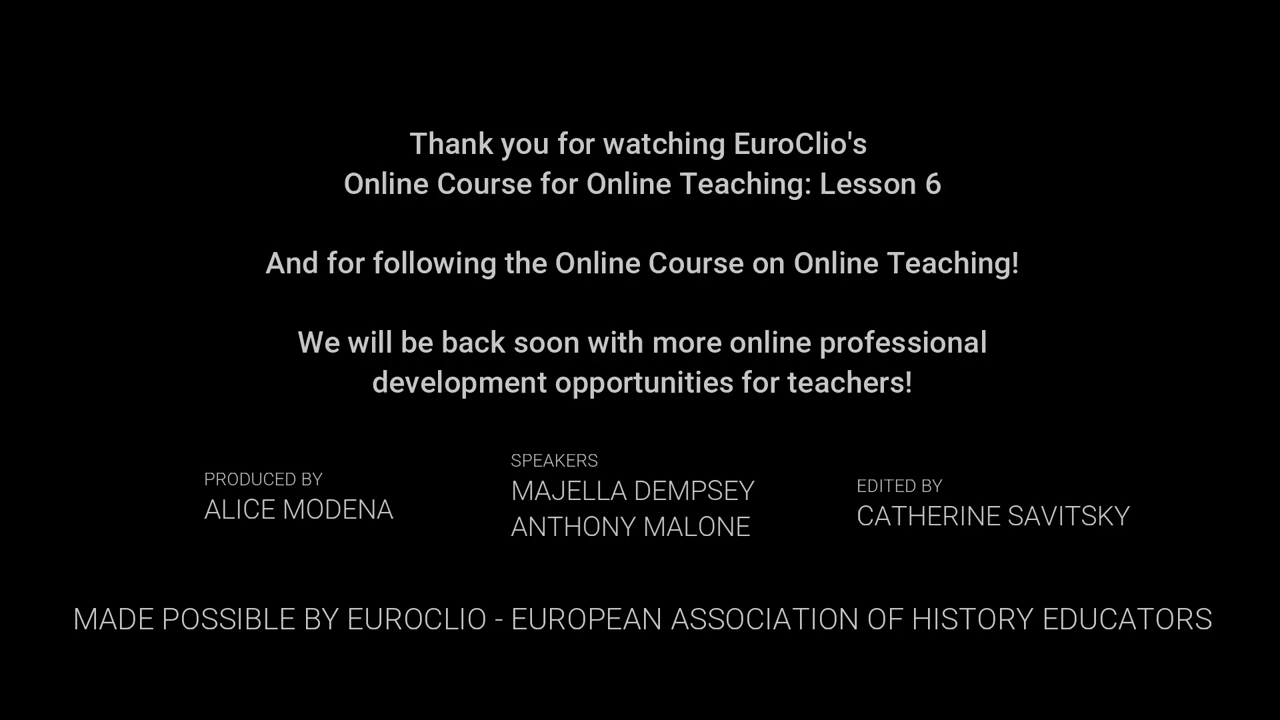 Thank you for watching EuroClio's
Online Course for Online Teaching: Lesson 6
And for following the Online Course on Online Teaching!
We will be back soon with more online professional
development opportunities for teachers!
PRODUCED BY
ALICE MODENA
SPEAKERS
MAJELLA DEMPSEY
ANTHONY MALONE
EDITED BY
CATHERINE SAVITSKY
MADE POSSIBLE BY EUROCLIO - EUROPEAN ASSOCIATION OF HISTORY EDUCATORS